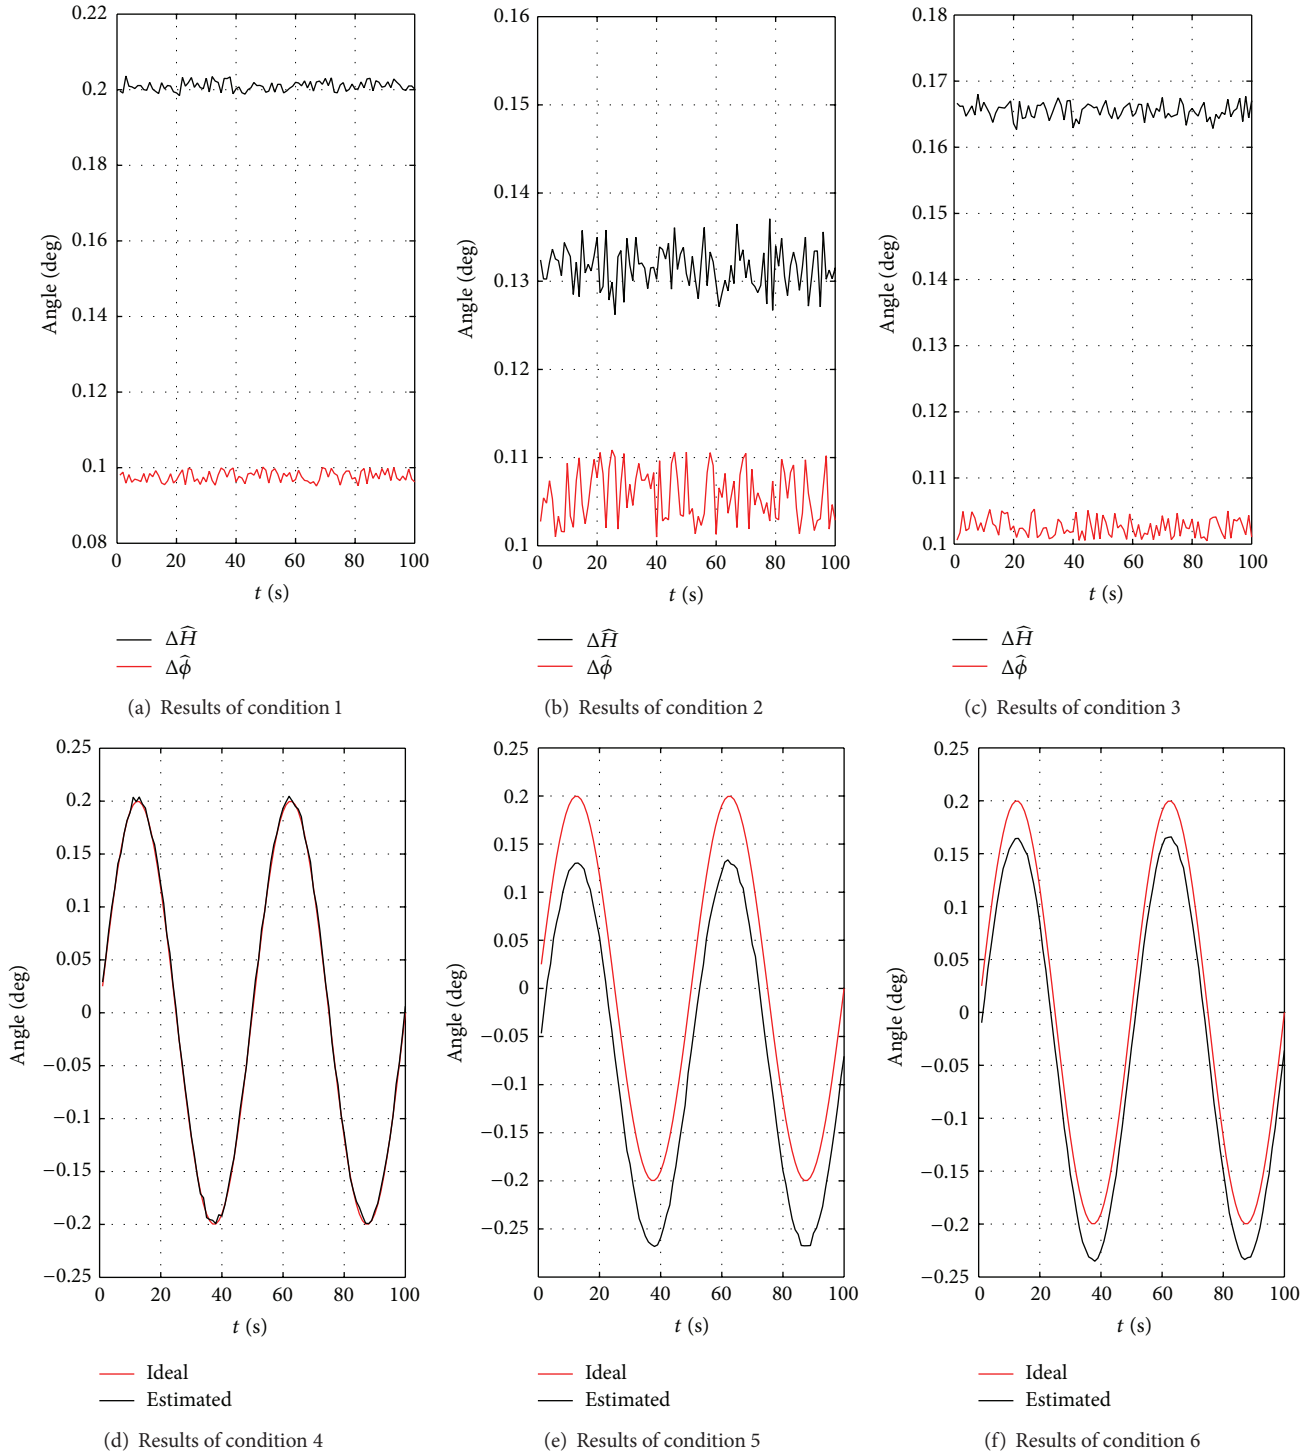 0.22
0.2
0.18
0.16
0.14
0.12
0.1
0.08
Angle (deg)
0 20 40 60 80 100
t (s)
ΔĤ
Δϕ̂
(a) Results of condition 1
0.16
0.15
0.14
0.13
0.12
0.11
0.1
Angle (deg)
0 20 40 60 80 100
t (s)
ΔĤ
Δϕ̂
(b) Results of condition 2
0.18
0.17
0.16
0.15
0.14
0.13
0.12
0.11
0.1
Angle (deg)
0 20 40 60 80 100
t (s)
ΔĤ
Δϕ̂
(c) Results of condition 3
0.25
0.2
0.15
0.1
0.05
0
−0.05
−0.1
−0.15
−0.2
−0.25
Angle (deg)
0 20 40 60 80 100
t (s)
Ideal
Estimated
(d) Results of condition 4
0.25
0.2
0.15
0.1
0.05
0
−0.05
−0.1
−0.15
−0.2
−0.25
Angle (deg)
0 20 40 60 80 100
t (s)
Ideal
Estimated
(e) Results of condition 5
0.25
0.2
0.15
0.1
0.05
0
−0.05
−0.1
−0.15
−0.2
−0.25
Angle (deg)
0 20 40 60 80 100
t (s)
Ideal
Estimated
(f) Results of condition 6